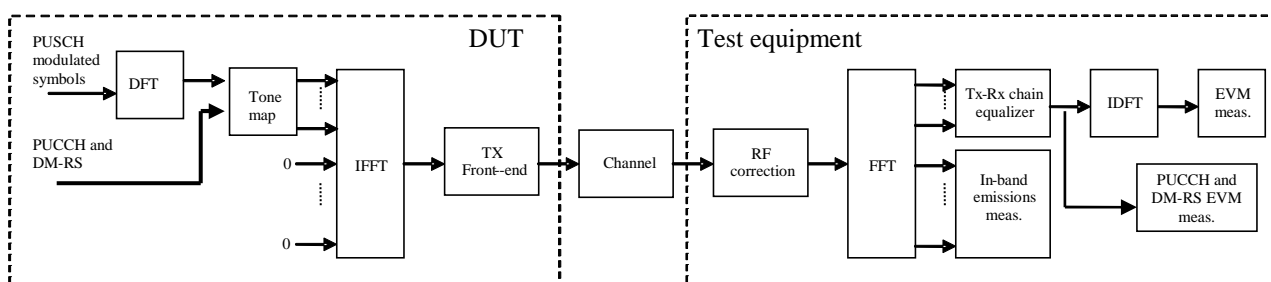 DUT
Test equipment
PUSCH
modulated
symbols
DFT
Tone
map
PUCCH and
DM-RS
0
0
IFFT
TX
Front--end
Channel
RF
correction
FFT
Tx-Rx chain
equalizer
IDFT
EVM
meas.
In-band
emissions
meas.
PUCCH and
DM-RS EVM
meas.